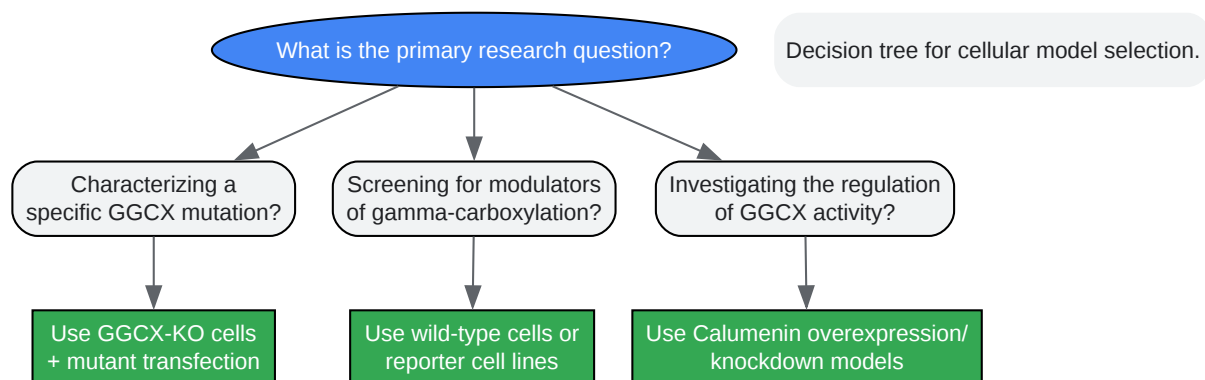 What is the primary research question?
Decision tree for cellular model selection.
Characterizing a
specific GGCX mutation?
Screening for modulators
of gamma-carboxylation?
Investigating the regulation
of GGCX activity?
Use GGCX-KO cells
+ mutant transfection
Use wild-type cells or
reporter cell lines
Use Calumenin overexpression/
knockdown models